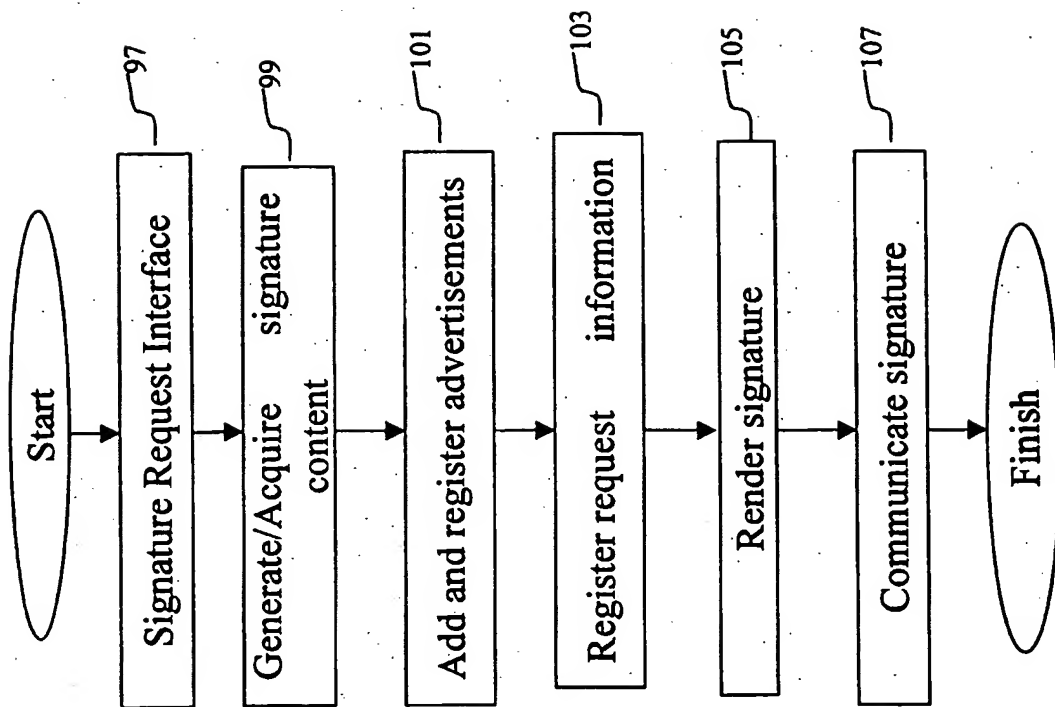 Start
Signature Request Interface
97
Generate/Acquire signature
content
99
Add and register advertisements
101
Register request information
103
Render signature
105
Communicate signature
107
Finish